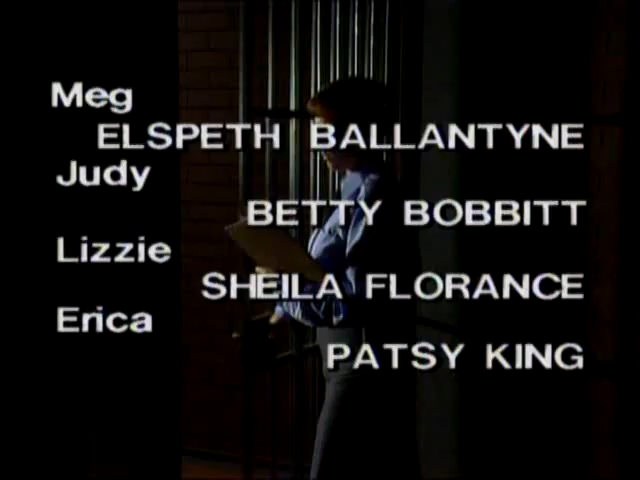 Meg
ELSPETH BALLANTYNE
Judy
BETTY BOBBITT
Lizzie
SHEILA FLORANCE
Erica
PATSY KING